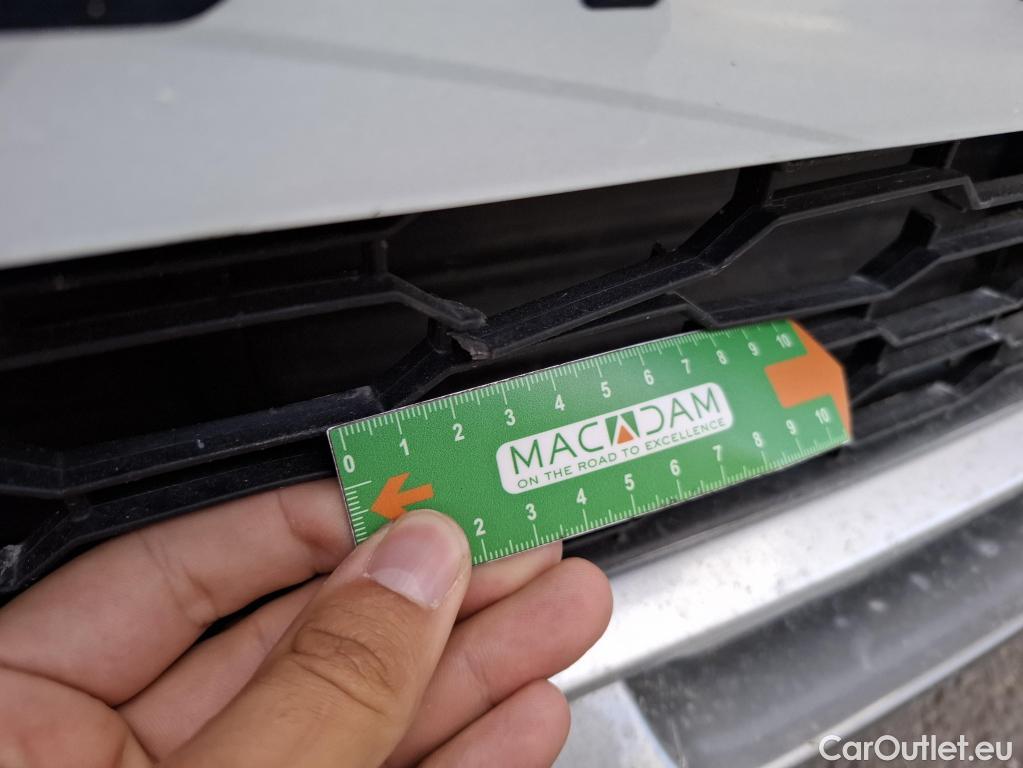 0 1 2 3 4 5 6 7 8 9 10
MACADAM
ON THE ROAD TO EXCELLENCE
2 3 4 5 6 7 8 9 10
CarOutlet.eu